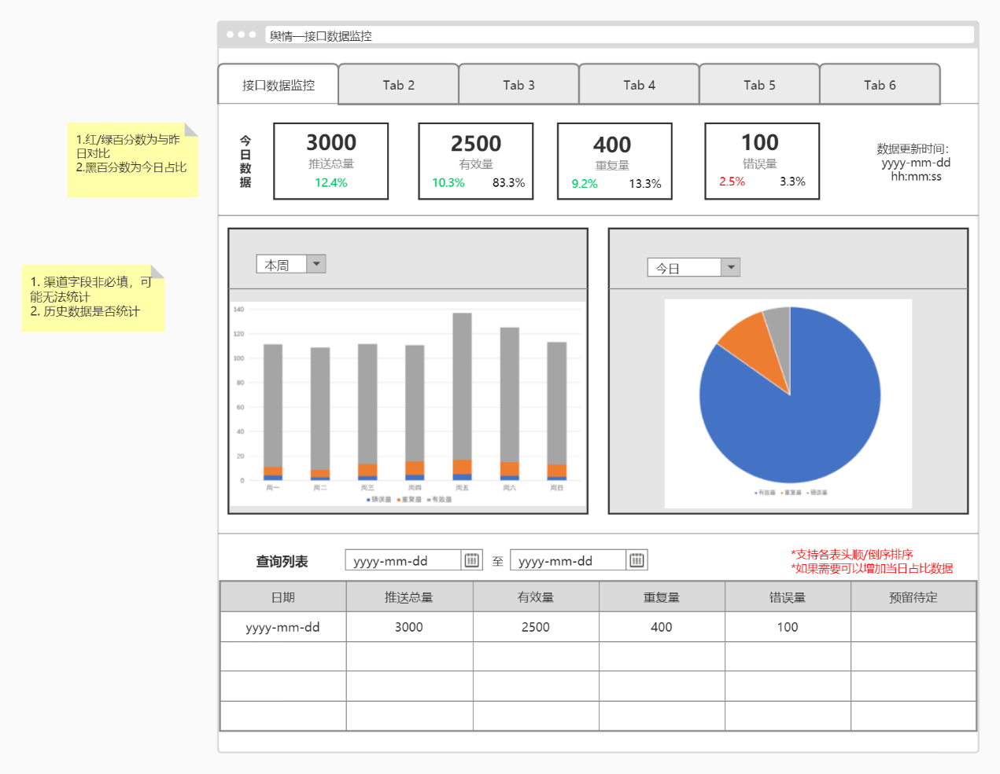 舆情—接口数据监控
接口数据监控
Tab 2
Tab 3
Tab 4
Tab 5
Tab 6
1.红/绿百分数为与昨
日对比
2.黑百分数为今日占比
今
日
数
据
3000
推送总量
12.4%
2500
有效量
10.3% 83.3%
400
重复量
9.2% 13.3%
100
错误量
2.5% 3.3%
数据更新时间:
yyyy-mm-dd
hh:mm:ss
1. 渠道字段非必填，可
能无法统计
2. 历史数据是否统计
本周
140
120
100
80
60
40
20
0
周一 周二 周三 周四 周五 周六 周日
错误量 重复量 有效量
今日
有效量 重复量 错误量
查询列表
yyyy-mm-dd 至 yyyy-mm-dd
*支持各表头顺/倒序排序
*如果需要可以增加当日占比数据
日期 推送总量 有效量 重复量 错误量 预留待定
yyyy-mm-dd 3000 2500 400 100